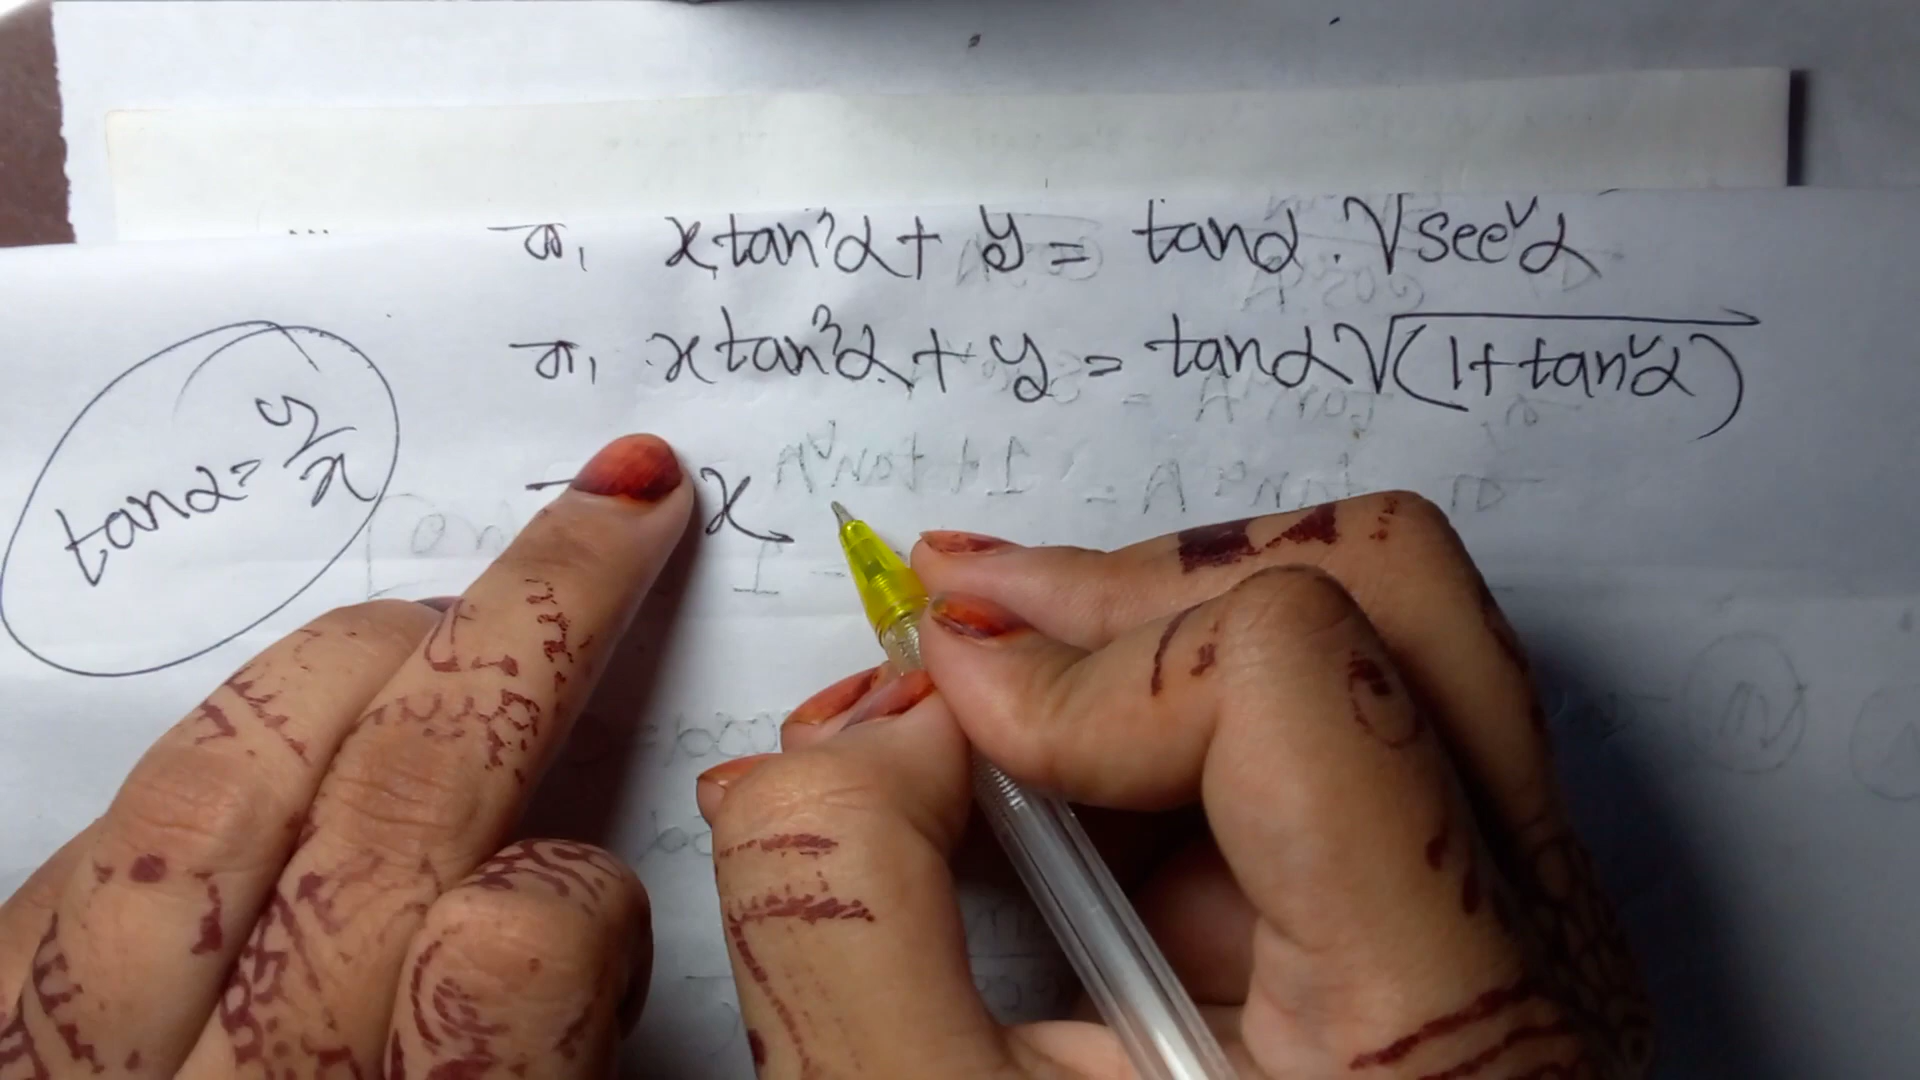 বা, x tan³α + y = tanα . √sec²α
বা, x tan³α + y = tanα √(1 + tan²α)
tanα = y/x
x